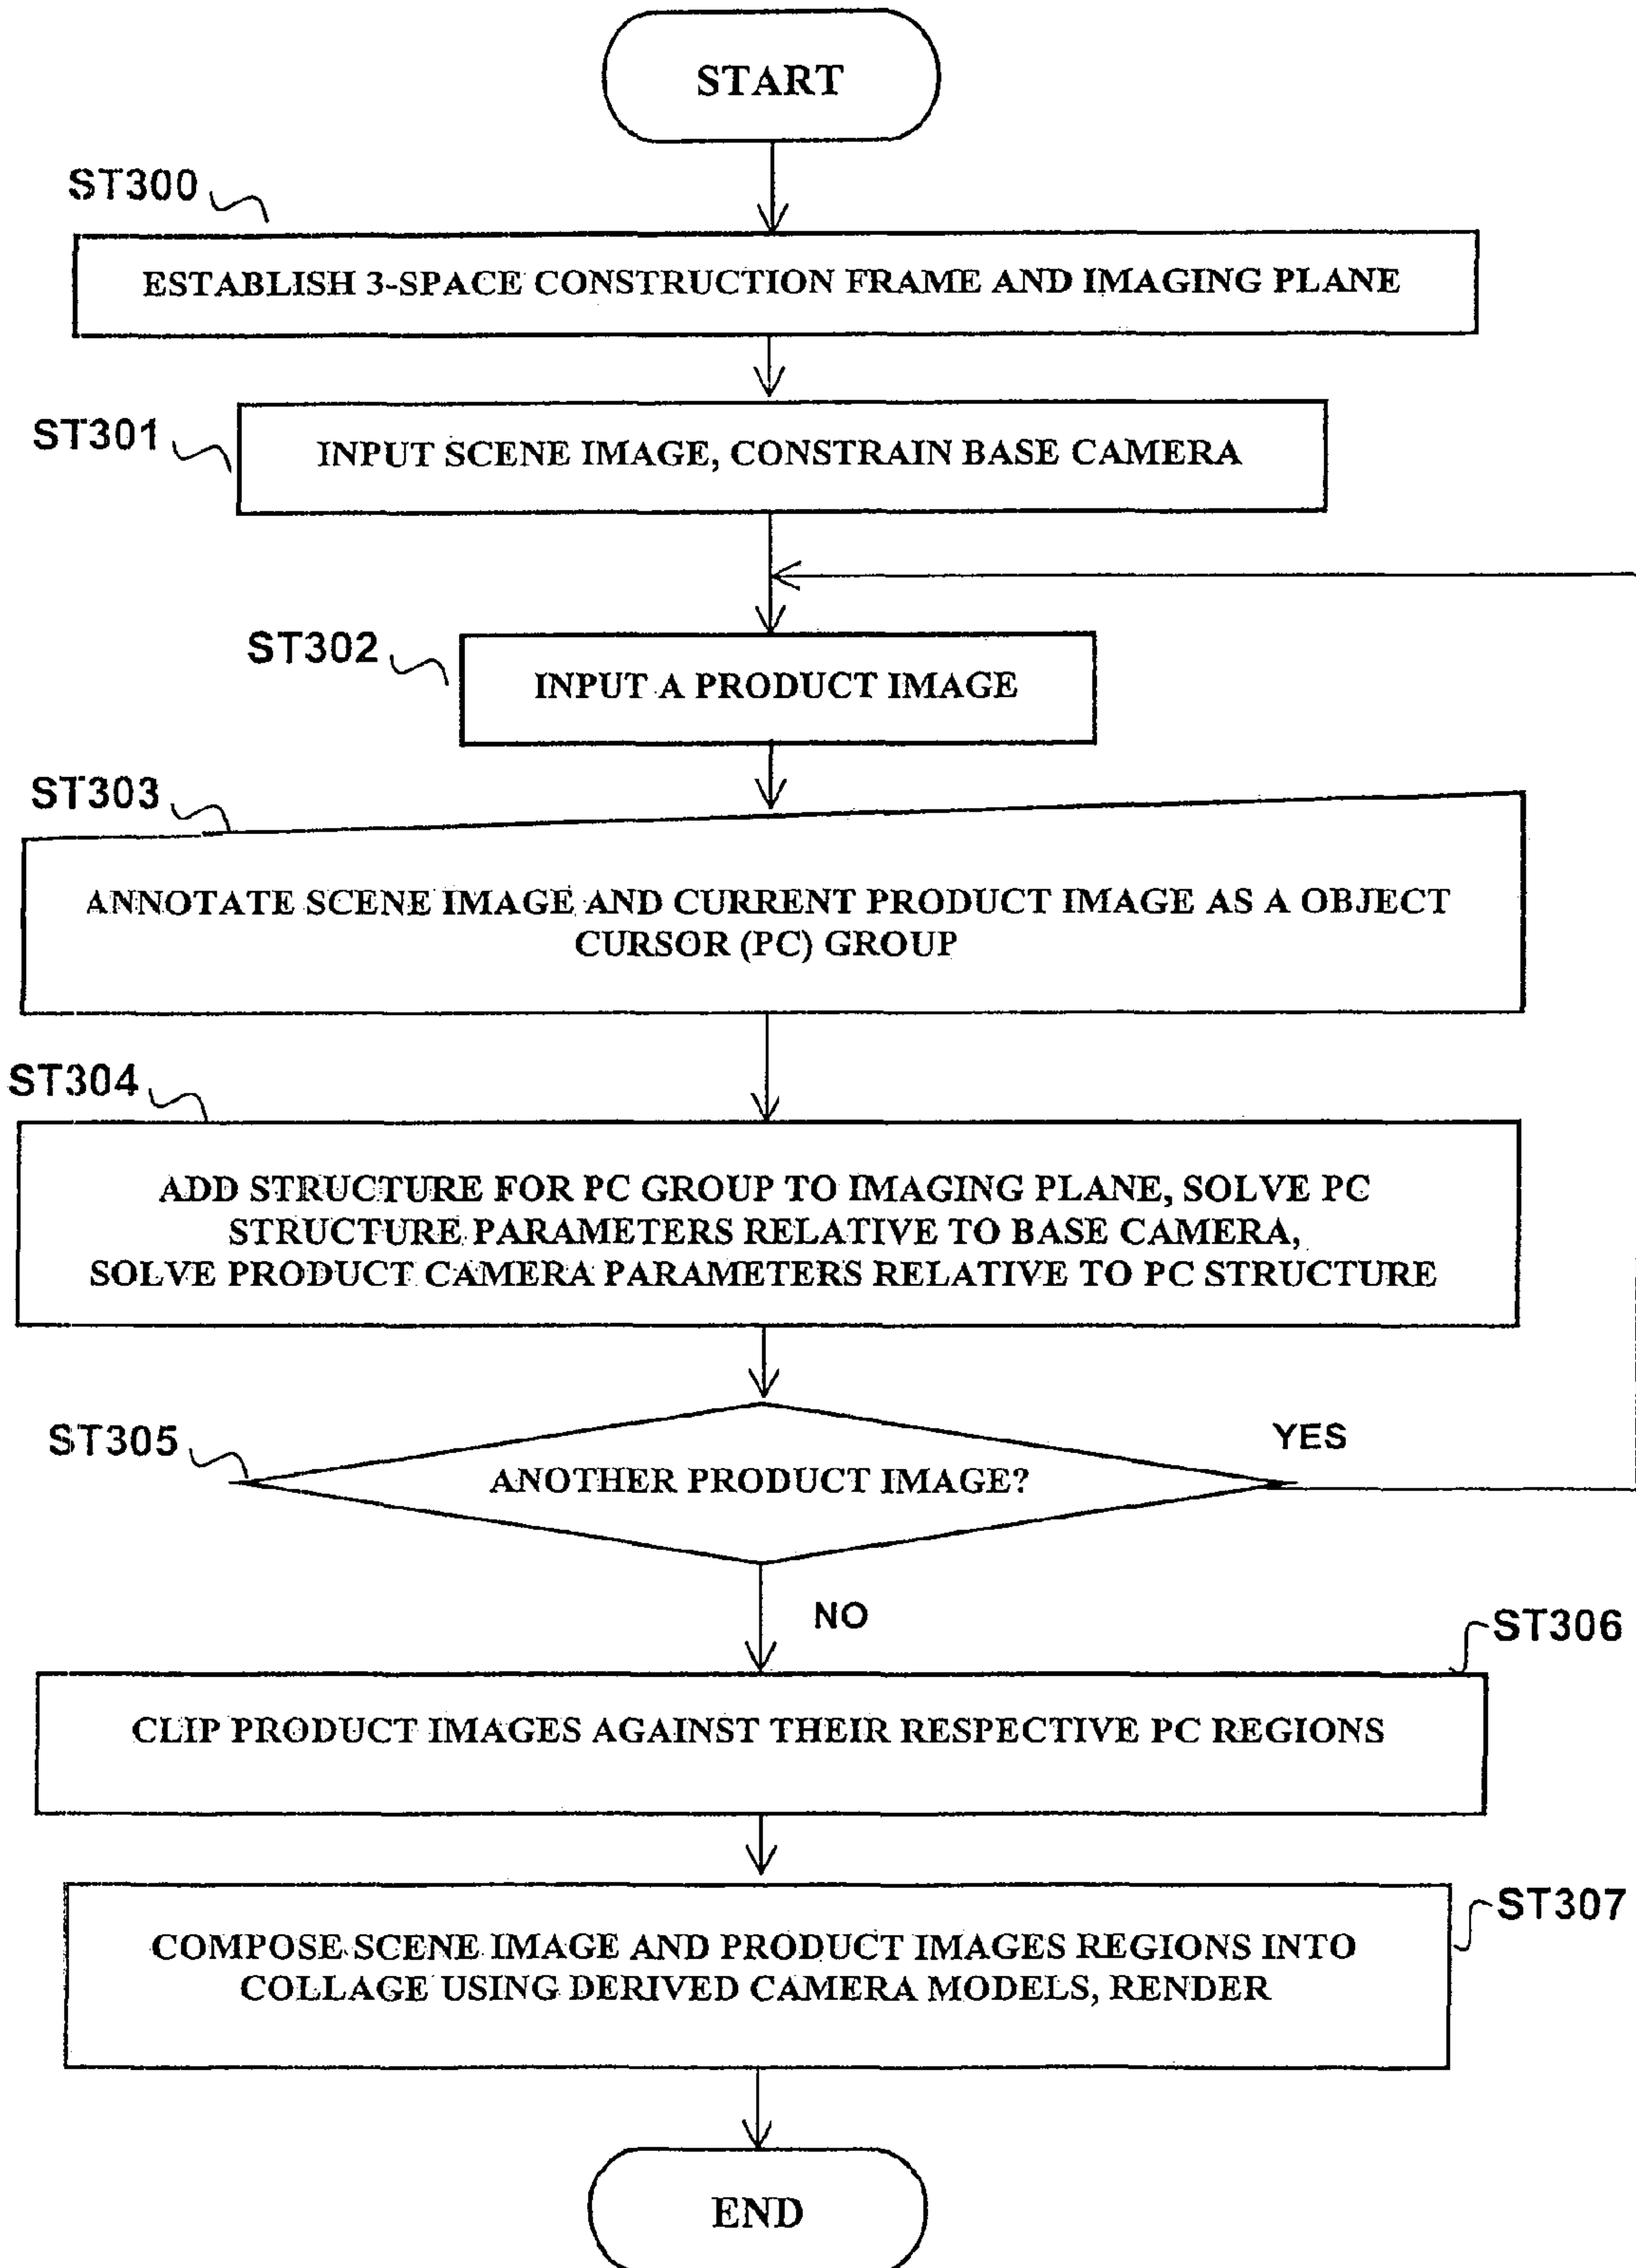 START
ST300
ESTABLISH 3-SPACE CONSTRUCTION FRAME AND IMAGING PLANE
ST301
INPUT SCENE IMAGE, CONSTRAIN BASE CAMERA
ST302
INPUT A PRODUCT IMAGE
ST303
ANNOTATE SCENE IMAGE AND CURRENT PRODUCT IMAGE AS A OBJECT
CURSOR (PC) GROUP
ST304
ADD STRUCTURE FOR PC GROUP TO IMAGING PLANE, SOLVE PC
STRUCTURE PARAMETERS RELATIVE TO BASE CAMERA,
SOLVE PRODUCT CAMERA PARAMETERS RELATIVE TO PC STRUCTURE
ST305
ANOTHER PRODUCT IMAGE?
YES
NO
ST306
CLIP PRODUCT IMAGES AGAINST THEIR RESPECTIVE PC REGIONS
ST307
COMPOSE SCENE IMAGE AND PRODUCT IMAGES REGIONS INTO
COLLAGE USING DERIVED CAMERA MODELS, RENDER
END